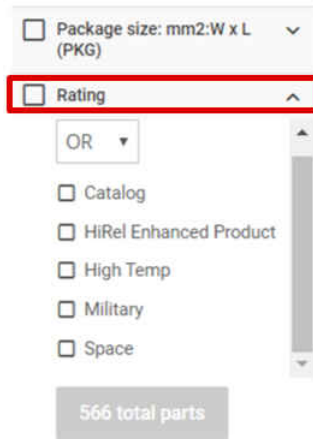 Package size: mm2:W x L
(PKG)
Rating
OR
Catalog
HiRel Enhanced Product
High Temp
Military
Space
566 total parts